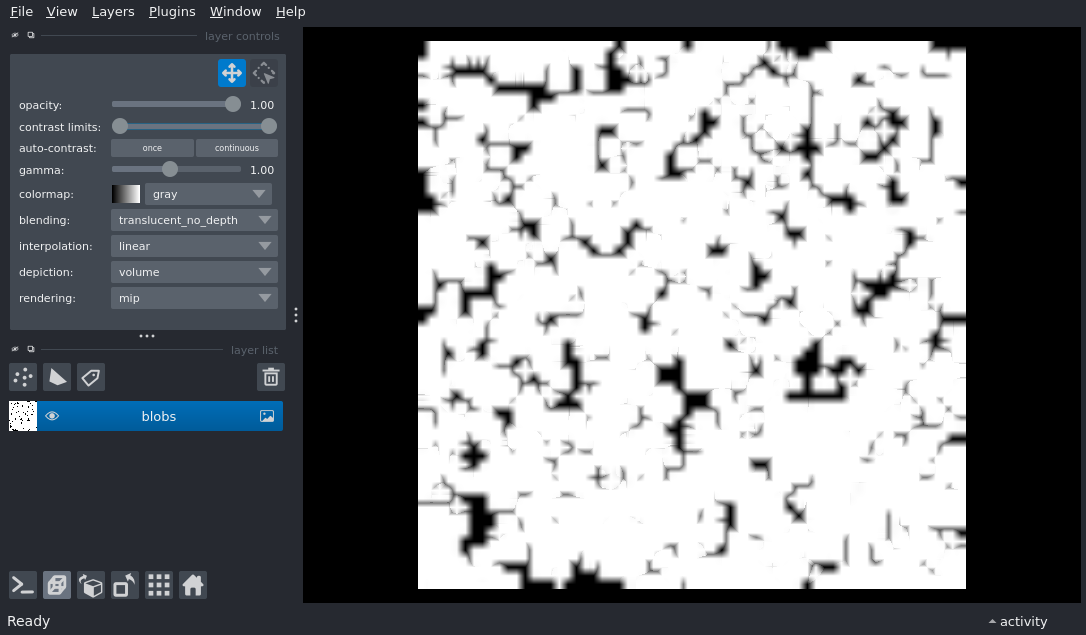 File View Layers Plugins Window Help
layer controls
opacity: 1.00
contrast limits:
auto-contrast: once continuous
gamma: 1.00
colormap: gray
blending: translucent_no_depth
interpolation: linear
depiction: volume
rendering: mip
layer list
blobs
Ready activity